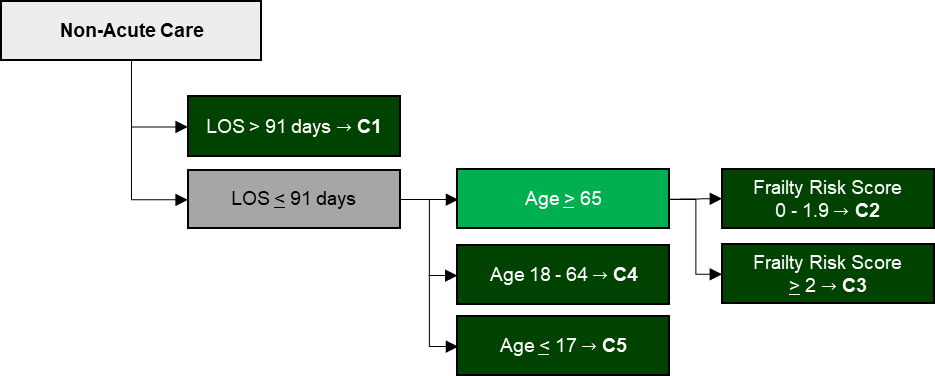 Non-Acute Care
LOS > 91 days → C1
LOS ≤ 91 days
Age ≥ 65
Frailty Risk Score
0 - 1.9 → C2
Age 18 - 64 → C4
Frailty Risk Score
≥ 2 → C3
Age ≤ 17 → C5